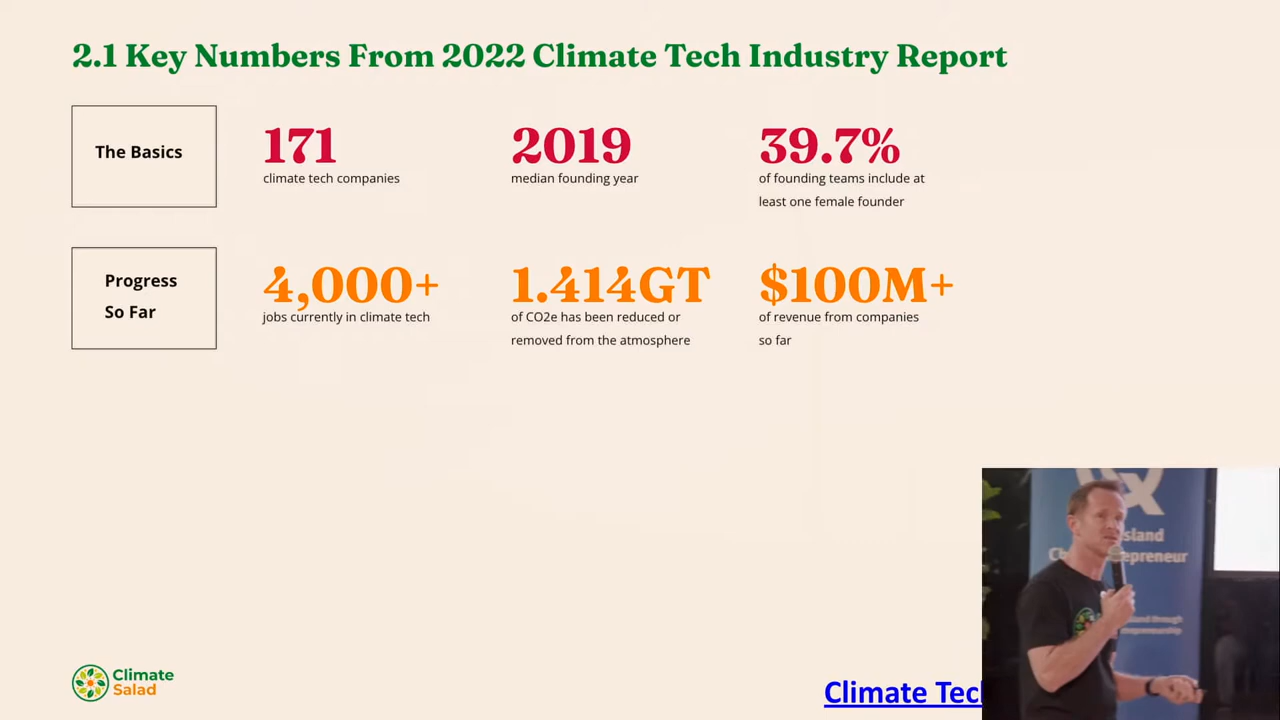 2.1 Key Numbers From 2022 Climate Tech Industry Report
The Basics
171
climate tech companies
2019
median founding year
39.7%
of founding teams include at
least one female founder
Progress
So Far
4,000+
jobs currently in climate tech
1.414GT
of CO2e has been reduced or
removed from the atmosphere
$100M+
of revenue from companies
so far
Climate
Salad
Climate Tec
sland
epreneur
through